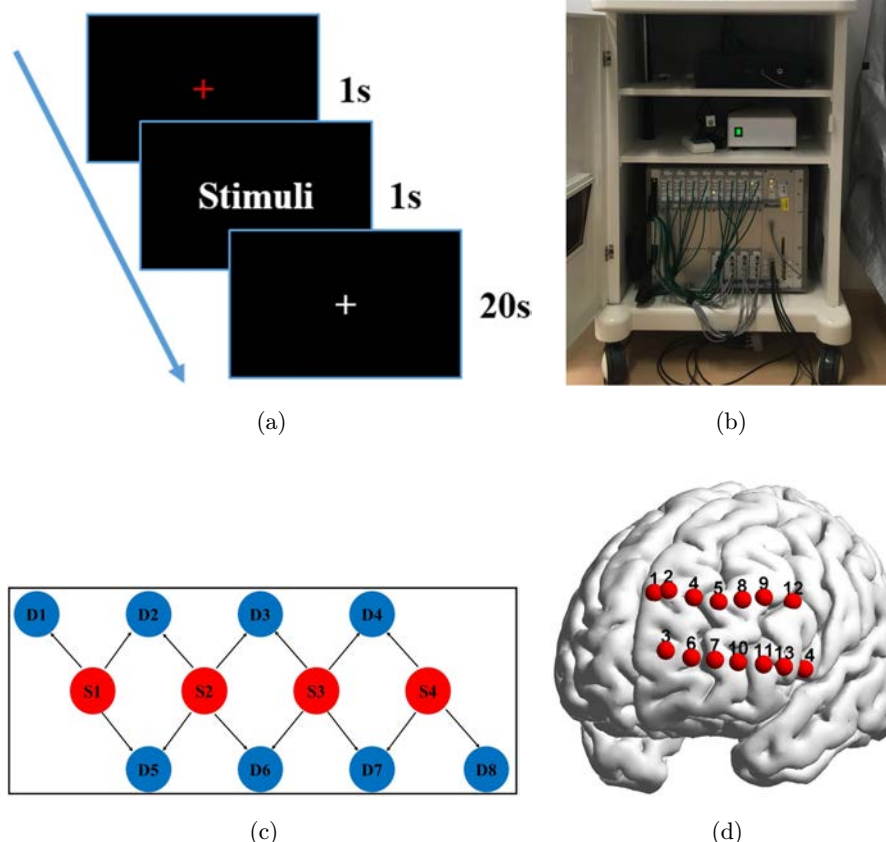 +
1s
Stimuli
1s
+
20s
(a)
(b)
D1 D2 D3 D4
S1 S2 S3 S4
D5 D6 D7 D8
(c)
1 2 4 5 8 9 12
3 6 7 10 11 13 4
(d)